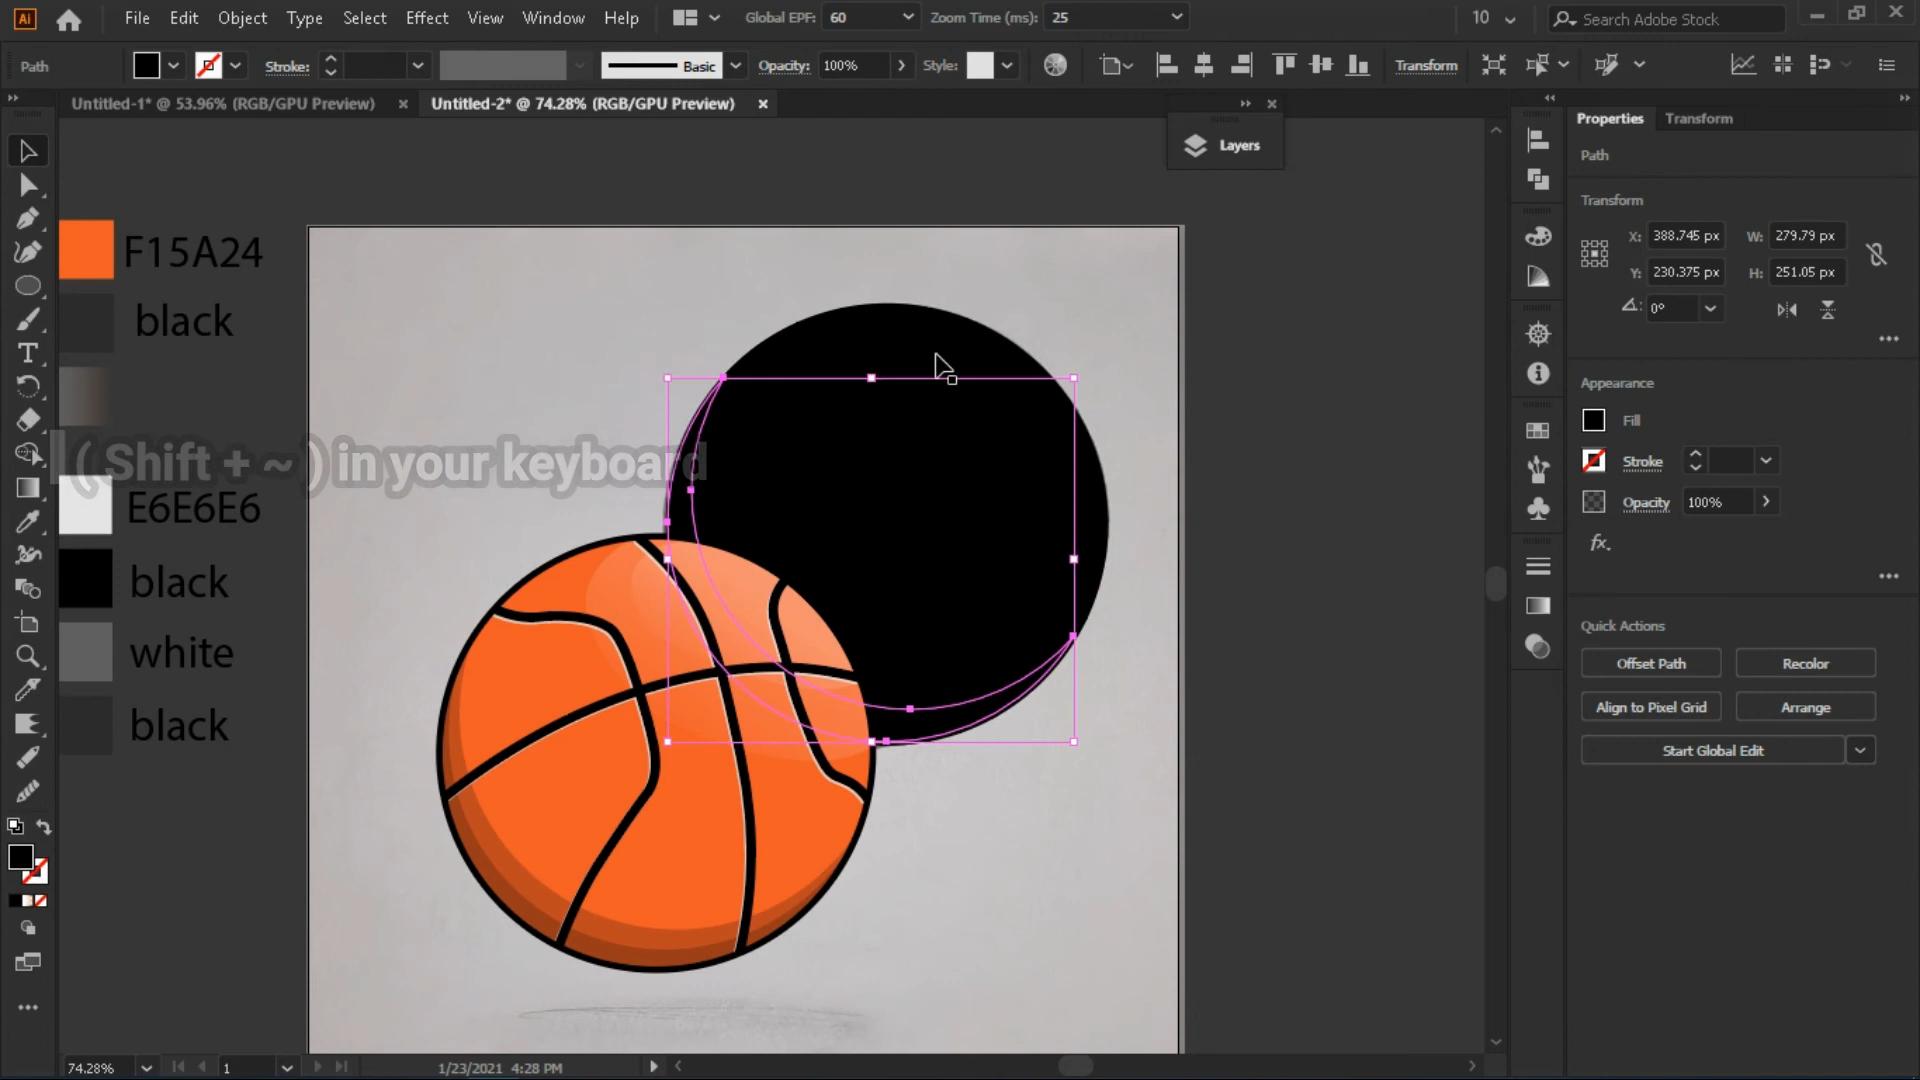 Ai File Edit Object Type Select Effect View Window Help Global EPF: 60 Zoom Time (ms): 25 10 Search Adobe Stock
Path Stroke: Basic Opacity: 100% Style: Transform
Untitled-1* @ 53.96% (RGB/GPU Preview) Untitled-2* @ 74.28% (RGB/GPU Preview)
Layers
Properties Transform
Path
Transform
X: 388.745 px W: 279.79 px
Y: 230.375 px H: 251.05 px
0°
Appearance
Fill
Stroke
Opacity 100%
fx.
Quick Actions
Offset Path Recolor
Align to Pixel Grid Arrange
Start Global Edit
F15A24
black
(Shift + ~) in your keyboard
E6E6E6
black
white
black
74.28% 1 1/23/2021 4:28 PM